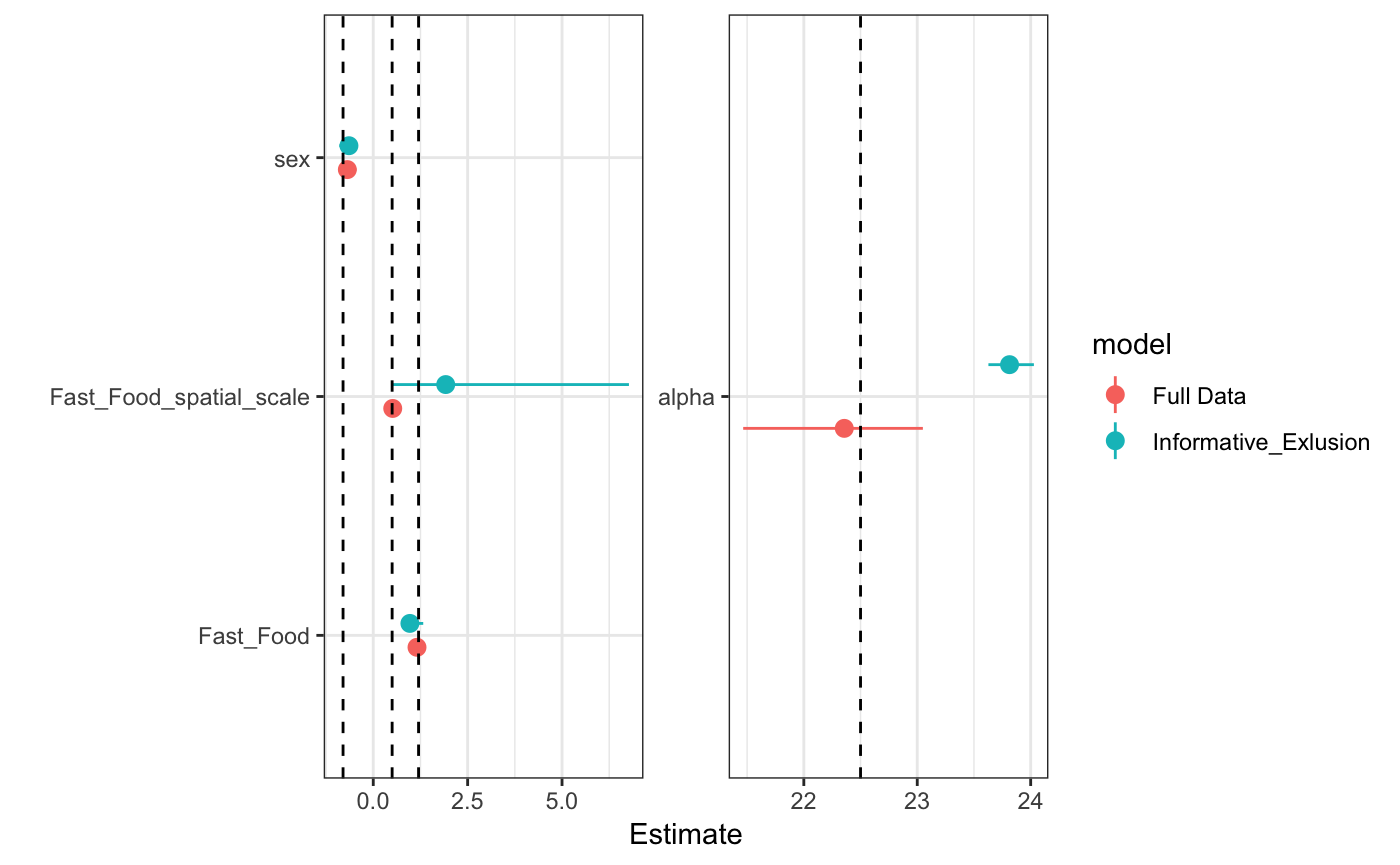 sex
Fast_Food_spatial_scale
Fast_Food
0.0 2.5 5.0
alpha
22 23 24
Estimate
model
Full Data
Informative_Exlusion